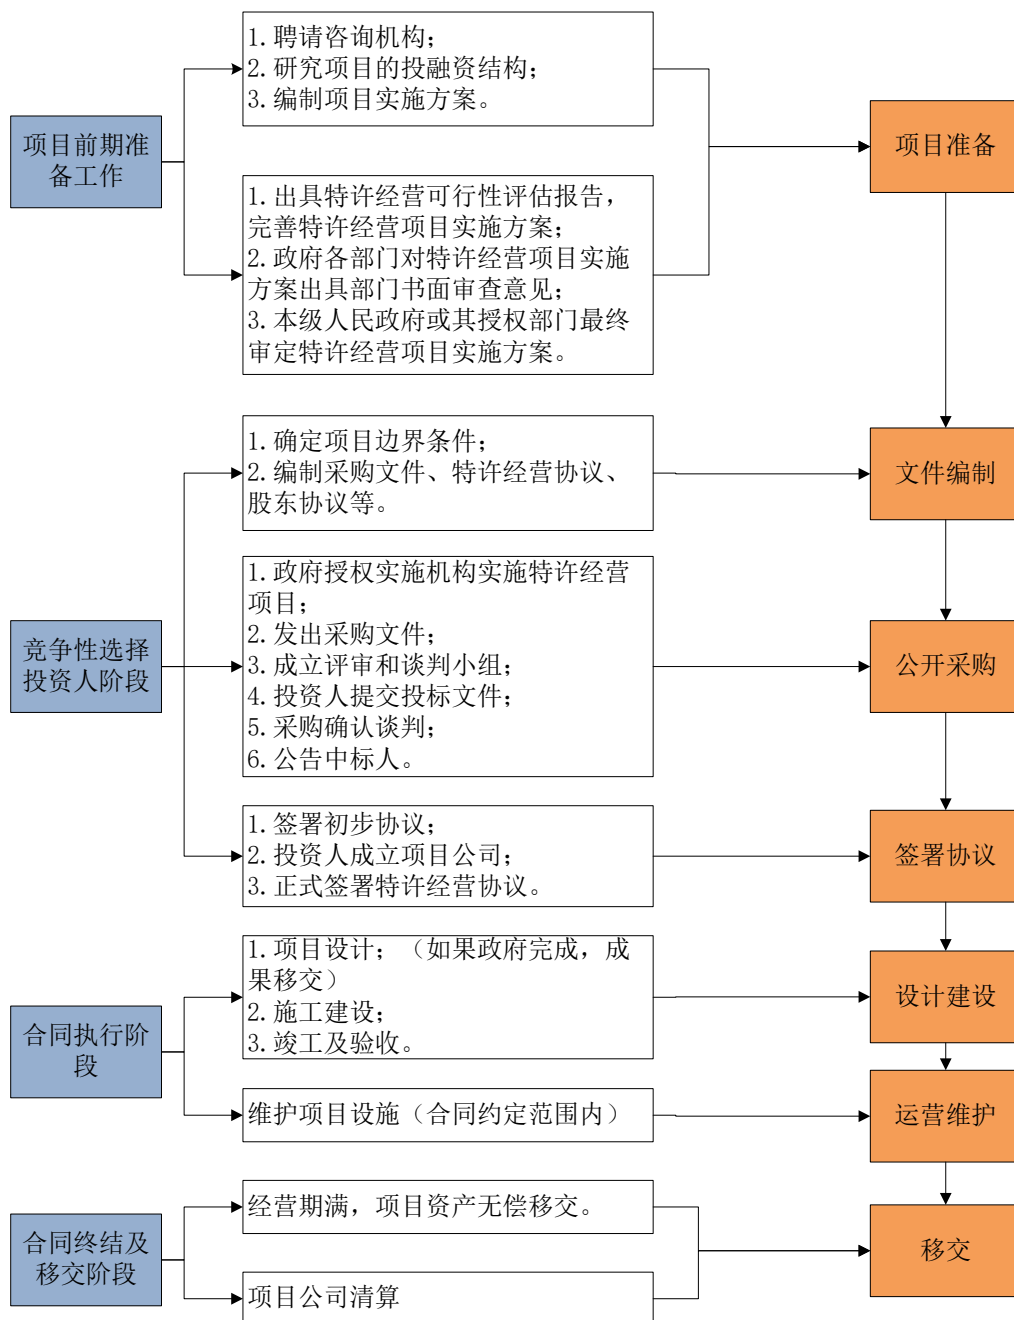 1.聘请咨询机构；
2.研究项目的投融资结构；
3.编制项目实施方案。
项目前期准
备工作
项目准备
1.出具特许经营可行性评估报告，
完善特许经营项目实施方案；
2.政府各部门对特许经营项目实施
方案出具部门书面审查意见；
3.本级人民政府或其授权部门最终
审定特许经营项目实施方案。
1.确定项目边界条件；
2.编制采购文件、特许经营协议、
股东协议等。
文件编制
1.政府授权实施机构实施特许经营
项目；
2.发出采购文件；
3.成立评审和谈判小组；
4.投资人提交投标文件；
5.采购确认谈判；
6.公告中标人。
竞争性选择
投资人阶段
公开采购
1.签署初步协议；
2.投资人成立项目公司；
3.正式签署特许经营协议。
签署协议
1.项目设计；（如果政府完成，成
果移交）
2.施工建设；
3.竣工及验收。
设计建设
合同执行阶
段
维护项目设施（合同约定范围内）
运营维护
经营期满，项目资产无偿移交。
合同终结及
移交阶段
移交
项目公司清算